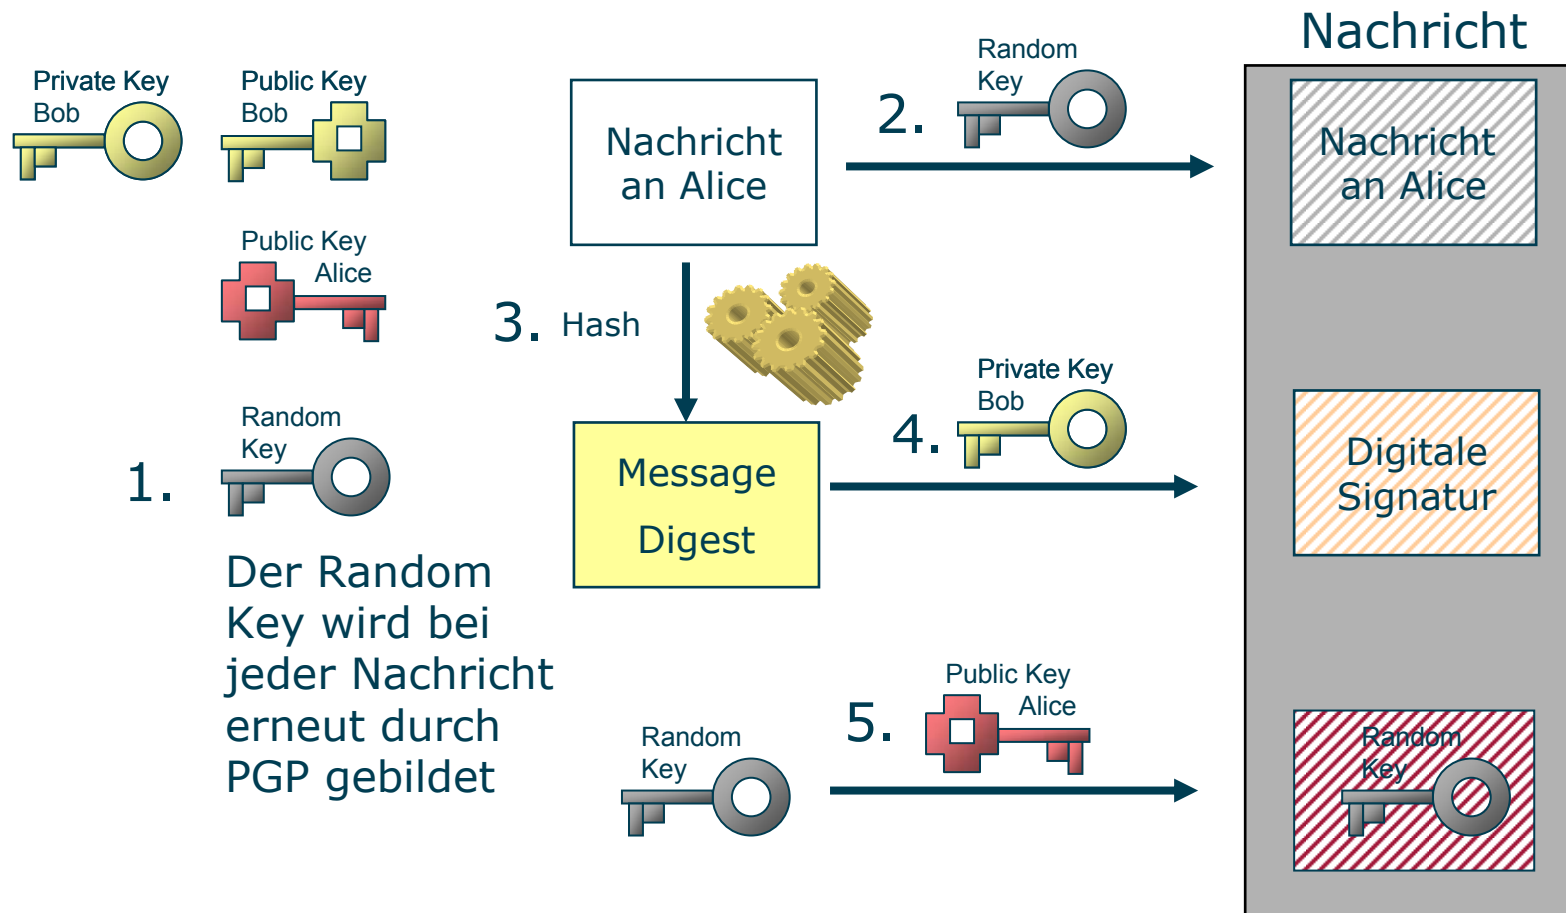 Nachricht
Private Key
Bob
Public Key
Bob
Public Key
Alice
1.
Random
Key
Der Random
Key wird bei
jeder Nachricht
erneut durch
PGP gebildet
Nachricht
an Alice
2.
Random
Key
Nachricht
an Alice
3.
Hash
Message
Digest
4.
Private Key
Bob
Digitale
Signatur
Random
Key
5.
Public Key
Alice
Random
Key